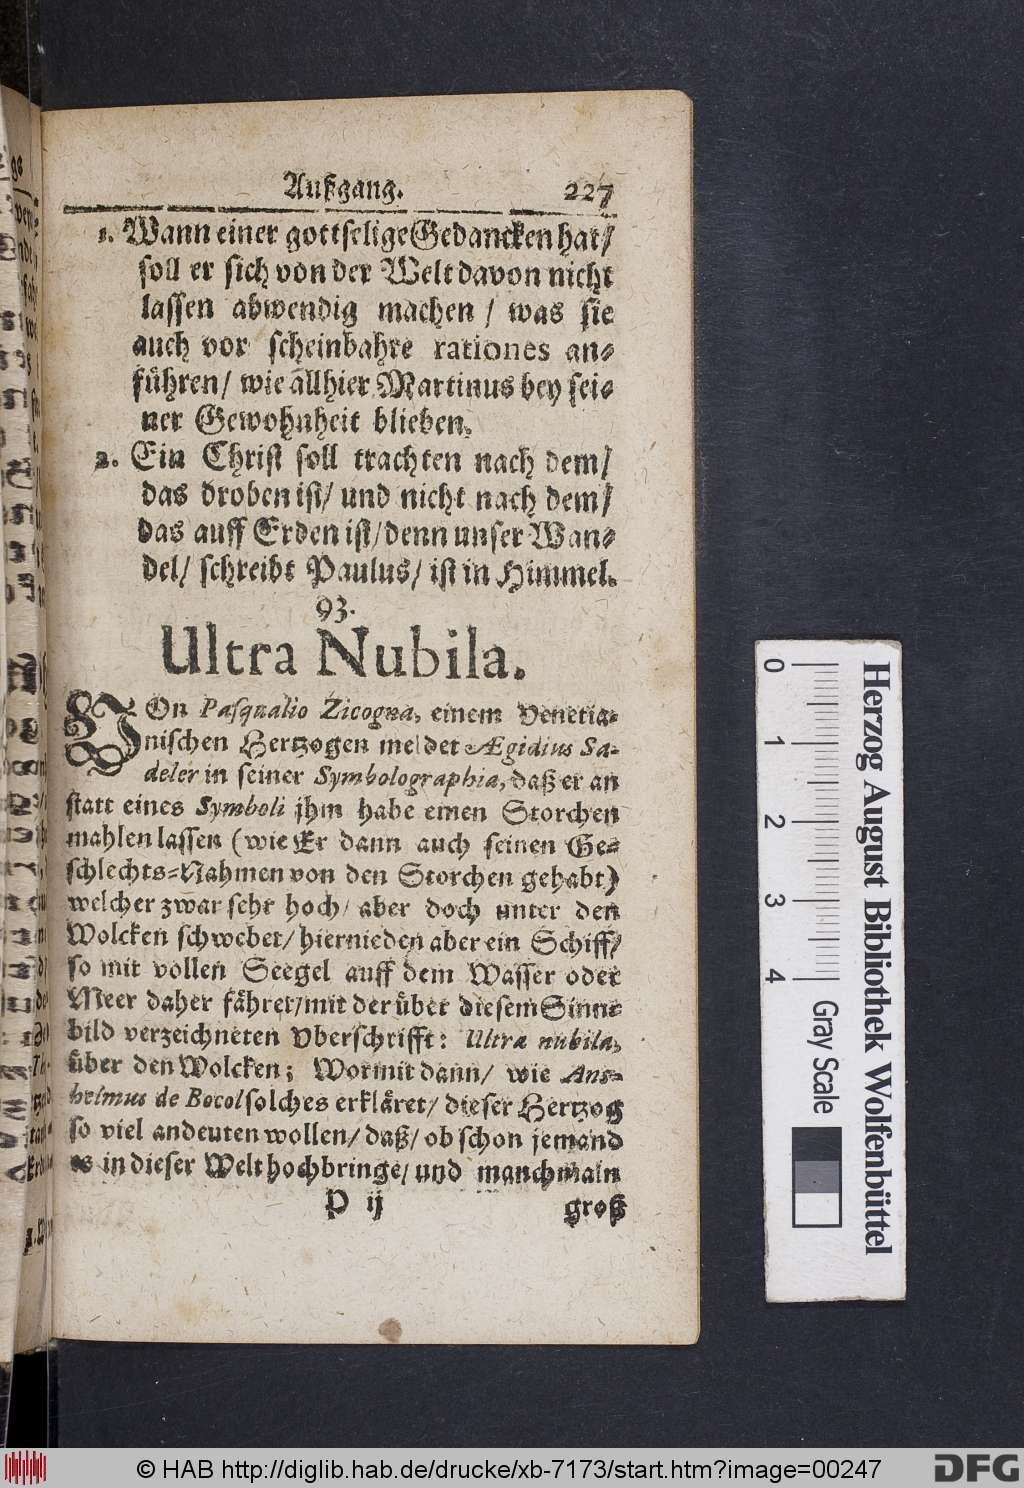 Außgang. 227
1. Wann einer gottselige Gedancken hat/
soll er sich von der Welt davon nicht
lassen abwendig machen / was sie
auch vor scheinbahre rationes an-
führen/ wie allhier Martinus bey sei-
ner Gewohnheit blieben.
2. Ein Christ soll trachten nach dem/
das droben ist/ und nicht nach dem/
das auff Erden ist/ denn unser Wan-
del/ schreibt Paulus/ ist in Himmel.
93.
Ultra Nubila.
VOn Pasqualio Zicogna, einem Venetia-
nischen Hertzogen meldet Ægidius Sa-
deler in seiner Symbolographia, daß er an
statt eines Symboli ihm habe einen Storchen
mahlen lassen (wie Er dann auch seinen Ge-
schlechts-Nahmen von den Storchen gehabt)
welcher zwar sehr hoch/ aber doch unter den
Wolcken schwebet/ hiernieden aber ein Schiff/
so mit vollen Seegel auff dem Wasser oder
Meer daher fähret/ mit der über diesem Sinne
bild verzeichneten Uberschrifft: Ultra nubila,
über den Wolcken; Wormit dann/ wie Ans-
helmus de Bocol solches erkläret/ dieser Hertzog
so viel andeuten wollen/ daß/ ob schon jemand
es in dieser Welt hoch bringe/ und manchmaln
P ij groß
Herzog August Bibliothek Wolfenbüttel
0 1 2 3 4 Gray Scale
© HAB http://diglib.hab.de/drucke/xb-7173/start.htm?image=00247
DFG